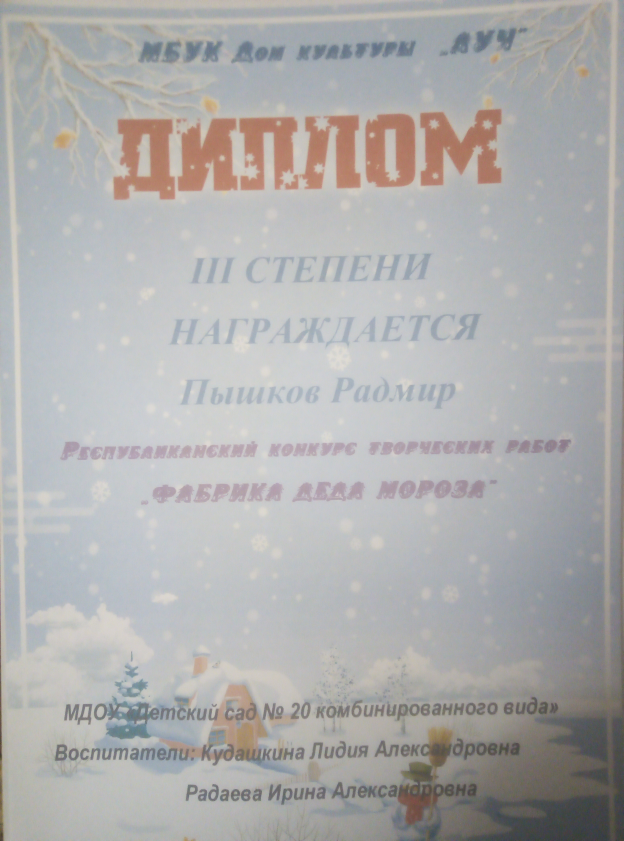 МБУК Дом культуры „ЛУЧ"
ДИПЛОМ
III СТЕПЕНИ
НАГРАЖДАЕТСЯ
Пышков Радмир
Республиканский конкурс творческих работ
„ФАБРИКА ДЕДА МОРОЗА"
МДОУ «Детский сад № 20 комбинированного вида»
Воспитатели: Кудашкина Лидия Александровна
Радаева Ирина Александровна